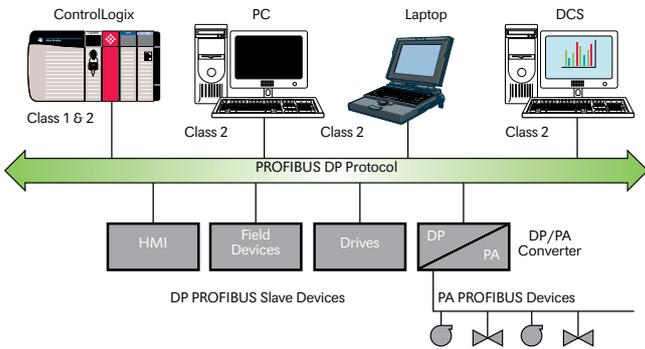 ControlLogix
PC
Laptop
DCS
Class 1 & 2
Class 2
Class 2
Class 2
PROFIBUS DP Protocol
HMI
Field
Devices
Drives
DP
PA
DP/PA
Converter
DP PROFIBUS Slave Devices
PA PROFIBUS Devices